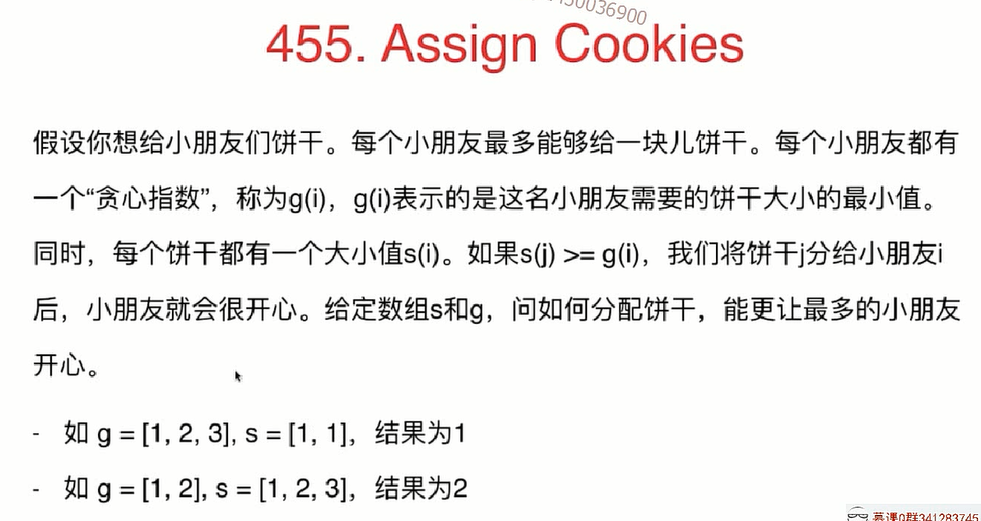 455. Assign Cookies
假设你想给小朋友们饼干。每个小朋友最多能够给一块儿饼干。每个小朋友都有
一个“贪心指数”，称为g(i)，g(i)表示的是这名小朋友需要的饼干大小的最小值。
同时，每个饼干都有一个大小值s(i)。如果s(j) >= g(i)，我们将饼干j分给小朋友i
后，小朋友就会很开心。给定数组s和g，问如何分配饼干，能更让最多的小朋友
开心。
- 如 g = [1, 2, 3], s = [1, 1]，结果为1
- 如 g = [1, 2], s = [1, 2, 3]，结果为2
慕课Q群341283745